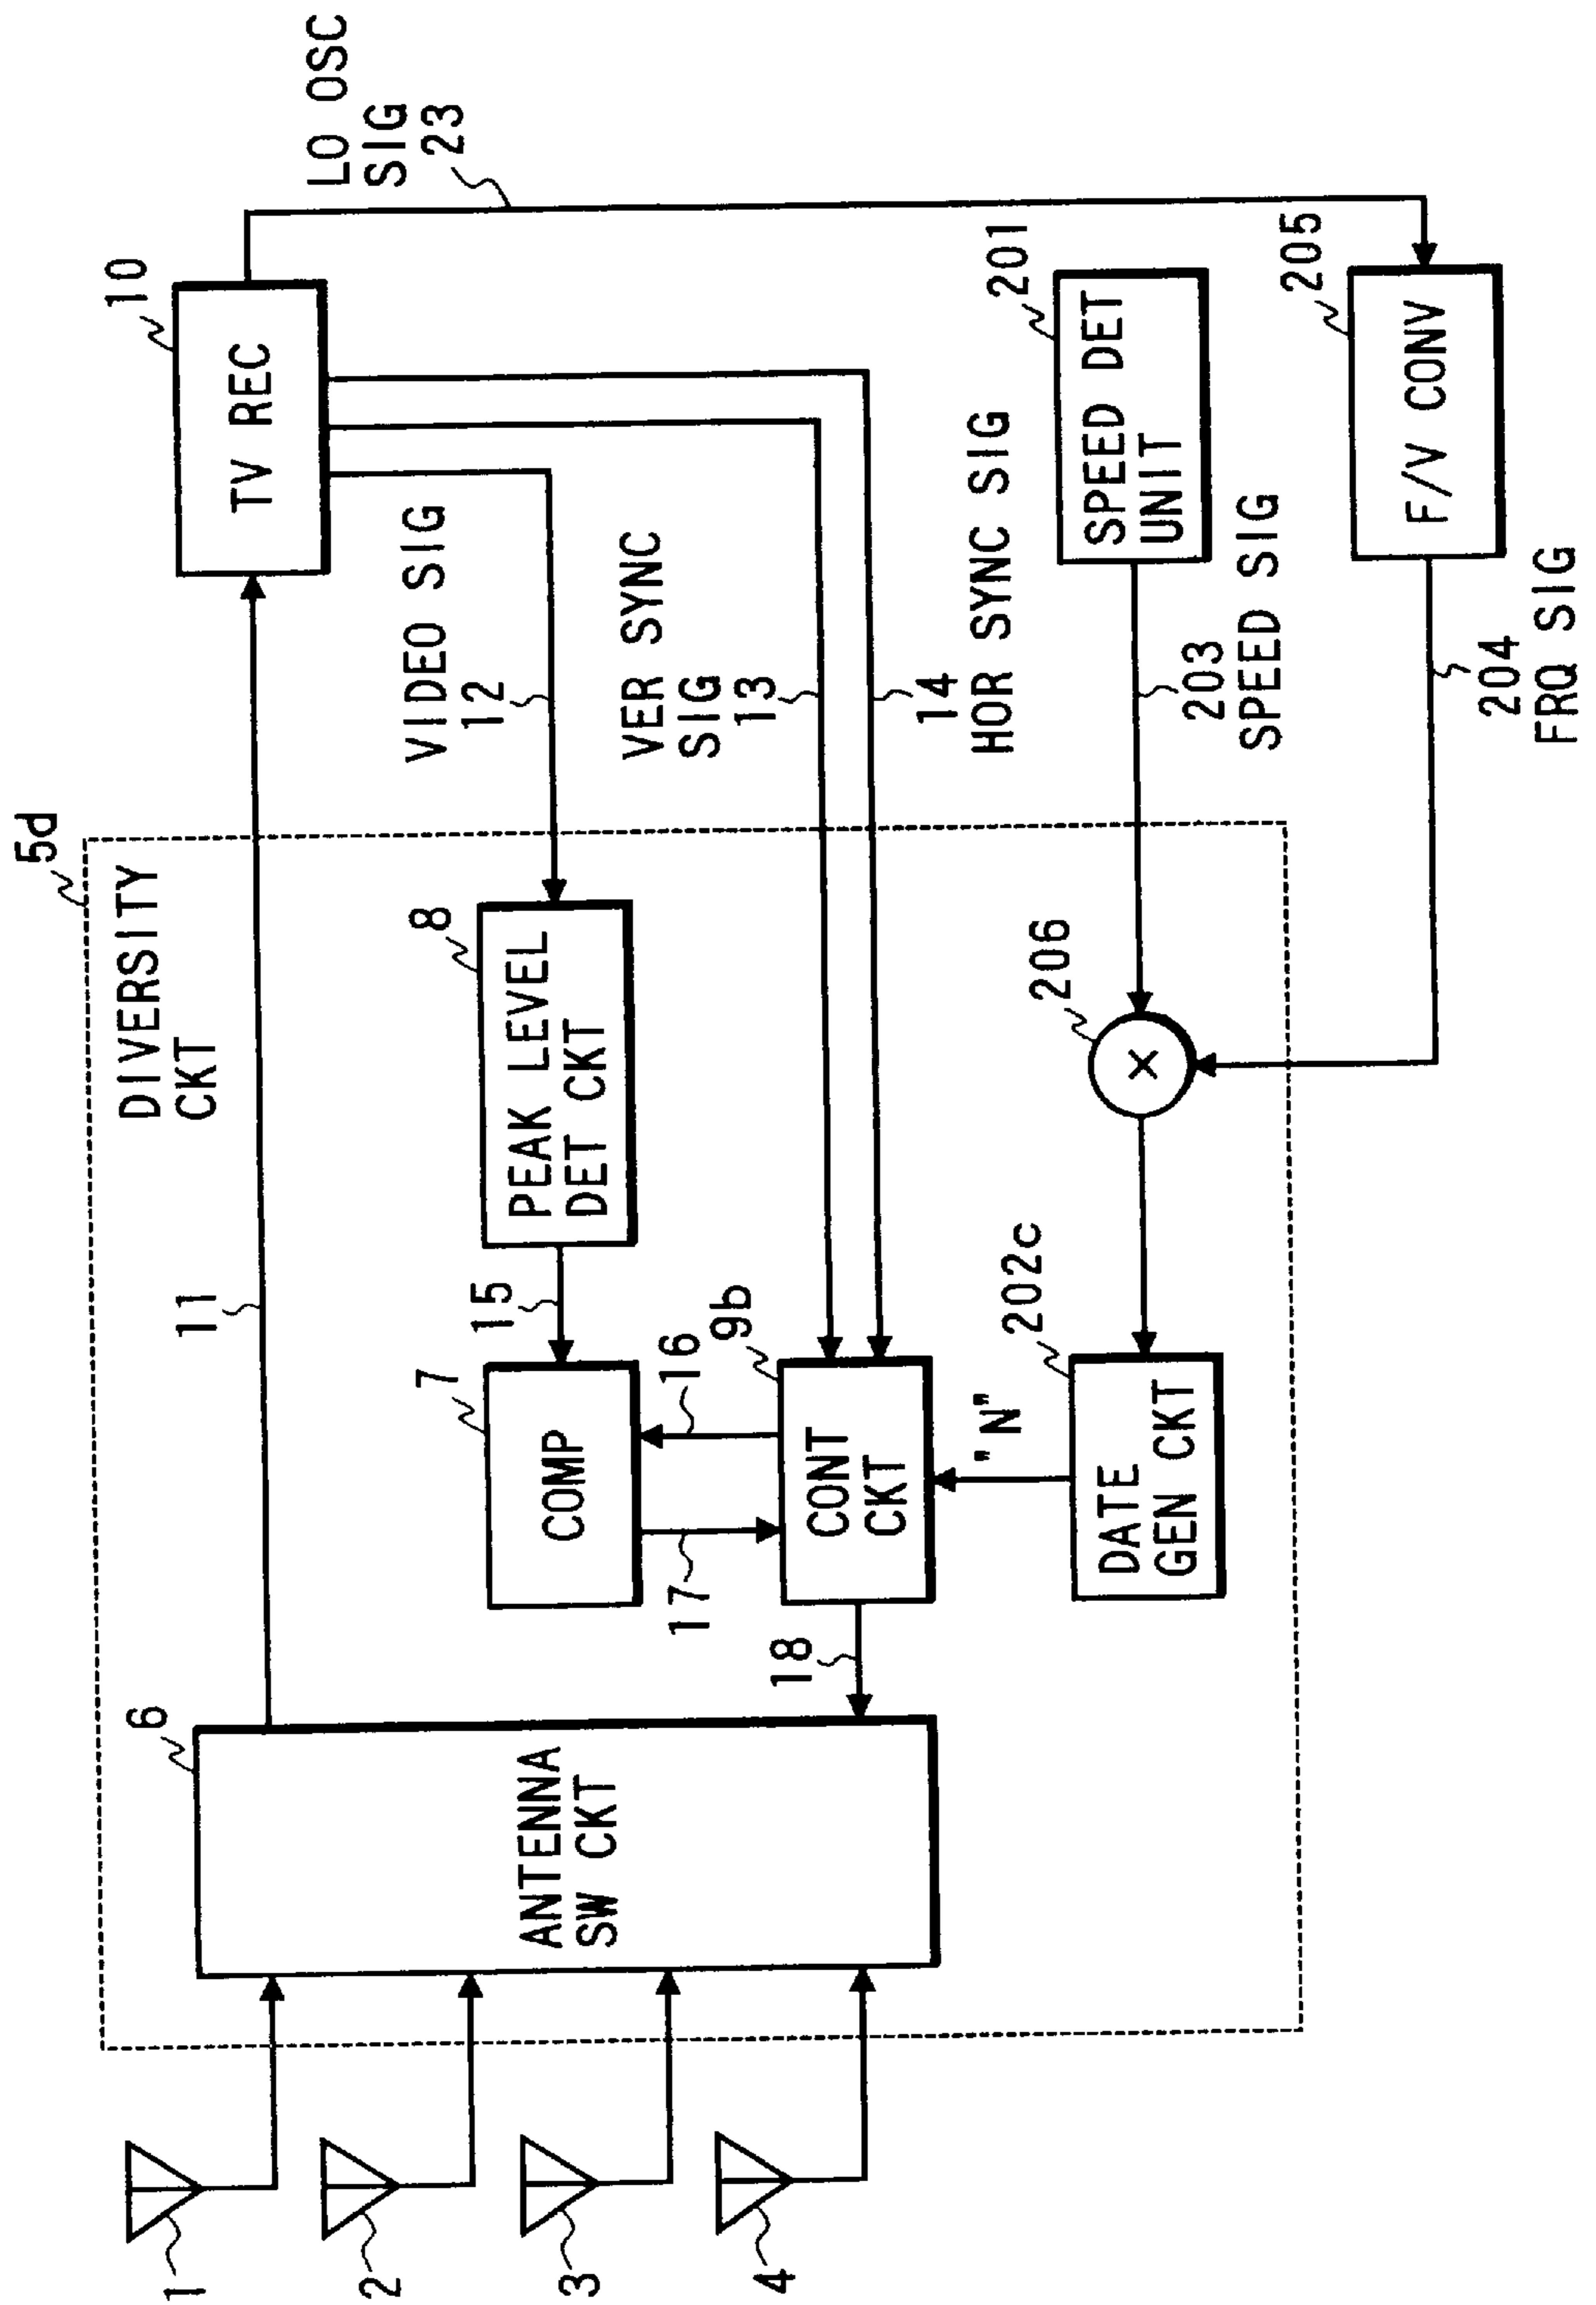 5d
DIVERSITY
CKT
1
2
3
4
6
ANTENNA
SW CKT
11
10
TV REC
LO OSC
SIG
23
VIDEO SIG
12
8
PEAK LEVEL
DET CKT
15
7
COMP
VER SYNC
SIG 13
14
HOR SYNC SIG
16
17
9b
CONT
CKT
18
"N"
202c
DATE
GEN CKT
206
×
201
SPEED DET
UNIT
203
SPEED SIG
205
F/V CONV
204
FRQ SIG